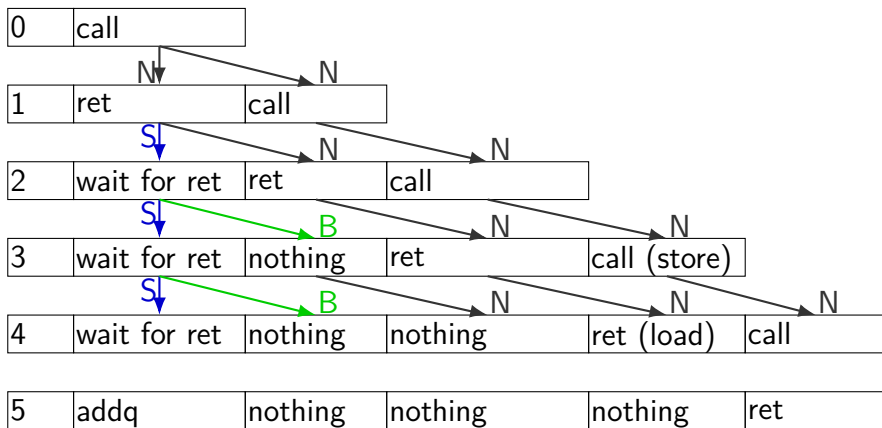 0 call
N N
1 ret call
S N N
2 wait for ret ret call
S B N N
3 wait for ret nothing ret call (store)
S B N N N
4 wait for ret nothing nothing ret (load) call
5 addq nothing nothing nothing ret